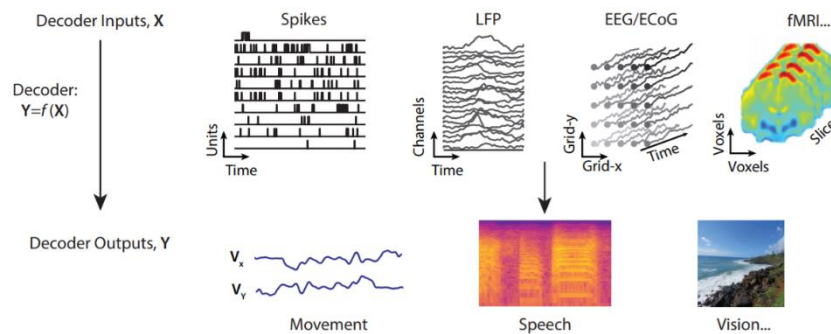 Decoder Inputs, X
Spikes
LFP
EEG/ECoG
fMRI...
Decoder:
Y=f(X)
Units
Time
Channels
Time
Grid-y
Grid-x
Time
Voxels
Voxels
Slices
Decoder Outputs, Y
Vx
VY
Movement
Speech
Vision...